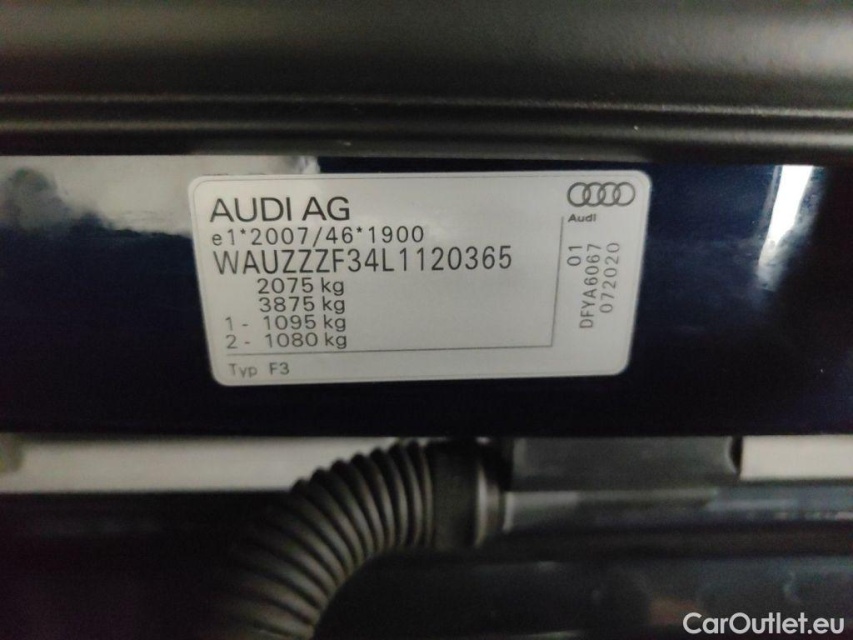 AUDI AG
e1*2007/46*1900
WAUZZZF34L1120365
2075 kg
3875 kg
1 - 1095 kg
2 - 1080 kg
Typ F3
Audi
01
DFYA6067
072020
CarOutlet.eu